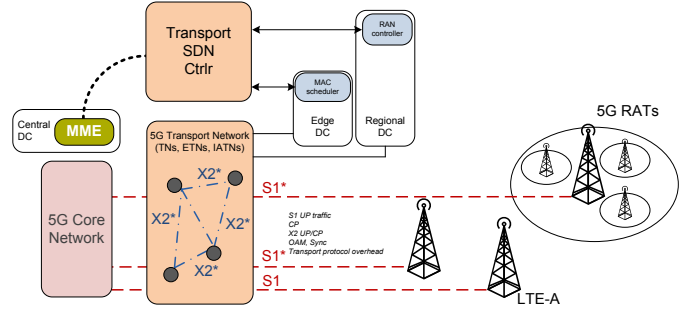 Transport
SDN
Ctrlr
RAN
controller
MAC
scheduler
Edge
DC
Regional
DC
Central
DC
MME
5G Transport Network
(TNs, ETNs, IATNs)
5G RATs
X2*
X2*
X2*
X2*
5G Core
Network
S1*
S1 UP traffic
CP
X2 UP/CP
OAM, Sync
Transport protocol overhead
S1*
S1
LTE-A